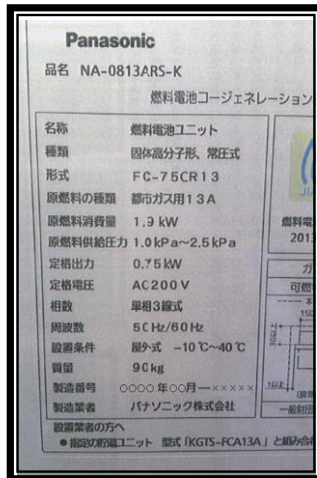 Panasonic
品名 NA-0813ARS-K
燃料電池コージェネレーション
名称 燃料電池ユニット
種類 固体高分子形、常圧式
形式 FC-75CR13
原燃料の種類 都市ガス用13A
原燃料消費量 1.9 kW
原燃料供給圧力 1.0kPa~2.5kPa
定格出力 0.75kW
定格電圧 AC200V
相数 単相3線式
周波数 50Hz/60Hz
設置条件 屋外式 -10℃~40℃
質量 90kg
製造番号 ○○○○年○○月-×××××
製造業者 パナソニック株式会社
設置業者の方へ
●指定の貯湯ユニット 型式「KGTS-FCA13A」と組み合
燃料電
2013
ガ
可燃
一般財団